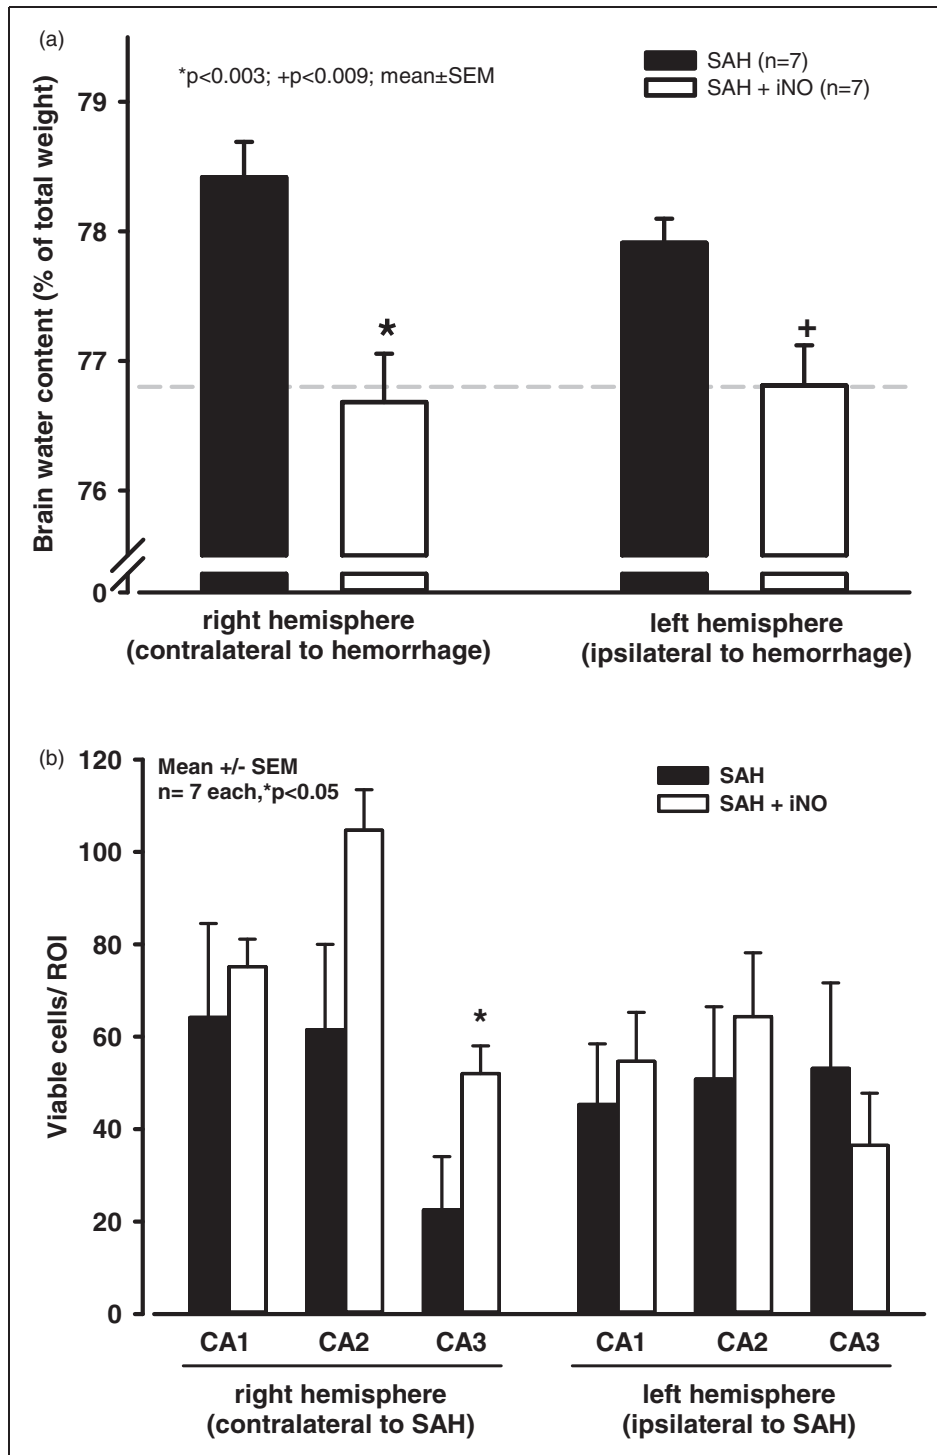 (a)
*p<0.003; +p<0.009; mean±SEM
SAH (n=7)
SAH + iNO (n=7)
Brain water content (% of total weight)
79
78
77
76
0
*
+
right hemisphere
(contralateral to hemorrhage)
left hemisphere
(ipsilateral to hemorrhage)
(b)
Mean +/- SEM
n= 7 each,*p<0.05
SAH
SAH + iNO
Viable cells/ ROI
120
100
80
60
40
20
0
*
CA1 CA2 CA3 CA1 CA2 CA3
right hemisphere
(contralateral to SAH)
left hemisphere
(ipsilateral to SAH)